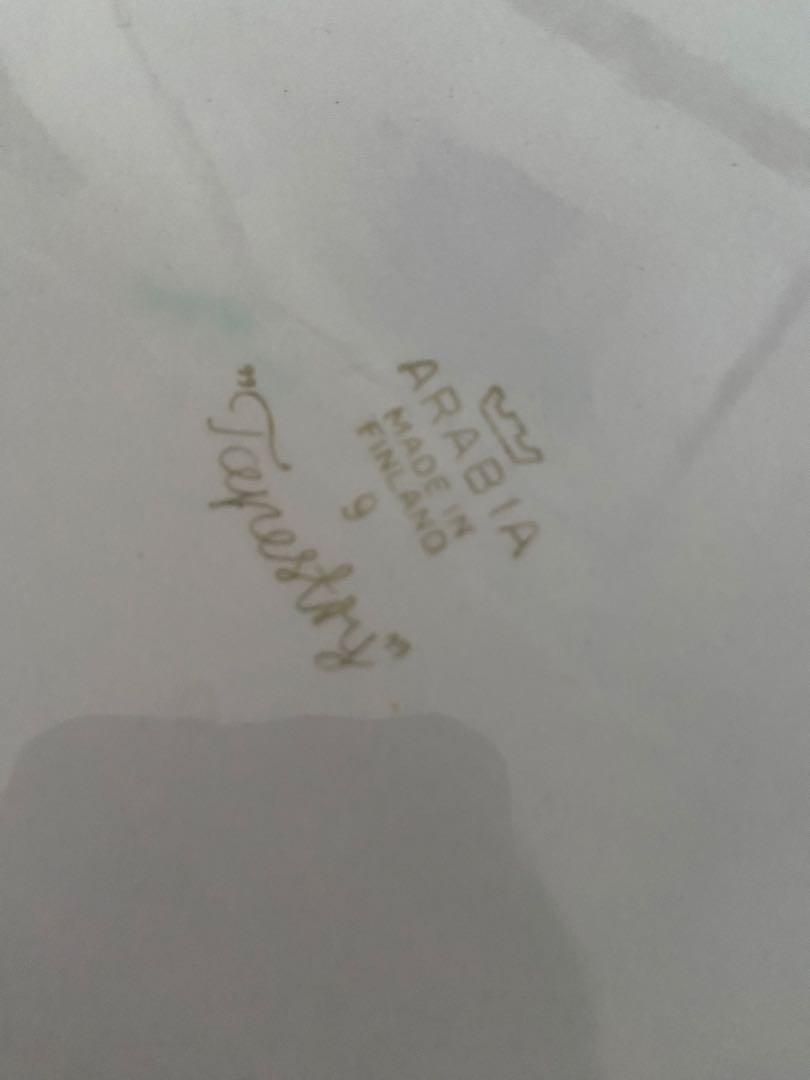 ARABIA
MADE IN
FINLAND
9
"Tapestry"